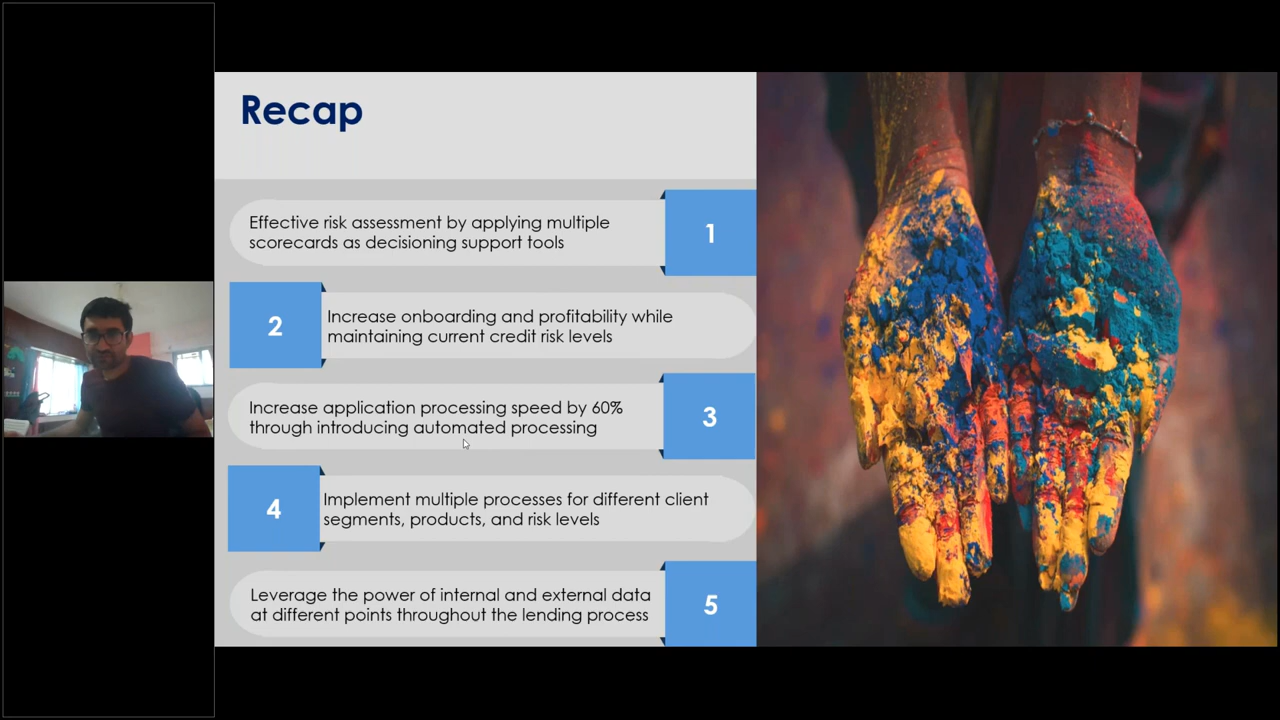 Recap
Effective risk assessment by applying multiple
scorecards as decisioning support tools
1
2
Increase onboarding and profitability while
maintaining current credit risk levels
Increase application processing speed by 60%
through introducing automated processing
3
4
Implement multiple processes for different client
segments, products, and risk levels
Leverage the power of internal and external data
at different points throughout the lending process
5